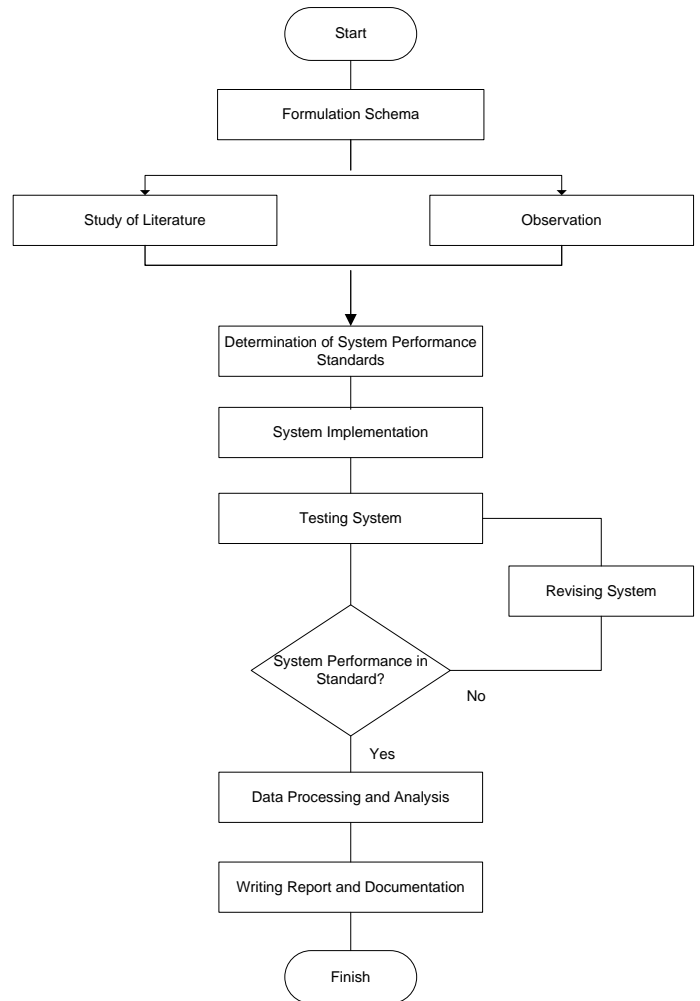 Start
Formulation Schema
Study of Literature
Observation
Determination of System Performance
Standards
System Implementation
Testing System
Revising System
System Performance in
Standard?
No
Yes
Data Processing and Analysis
Writing Report and Documentation
Finish